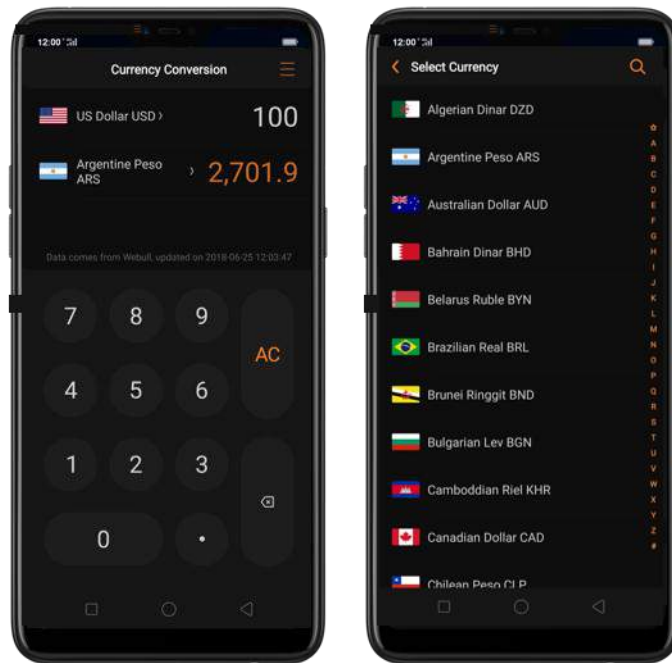 12:00
Currency Conversion
US Dollar USD
100
Argentine Peso
ARS
2,701.9
Data comes from Webull, updated on 2018-06-25 12:03:47
7
8
9
AC
4
5
6
1
2
3
0
.
12:00
Select Currency
Algerian Dinar DZD
Argentine Peso ARS
Australian Dollar AUD
Bahrain Dinar BHD
Belarus Ruble BYN
Brazilian Real BRL
Brunei Ringgit BND
Bulgarian Lev BGN
Camboddian Riel KHR
Canadian Dollar CAD
Chilean Peso CLP
A
B
C
D
E
F
G
H
I
J
K
L
M
N
O
P
Q
R
S
T
U
V
W
X
Y
Z
#